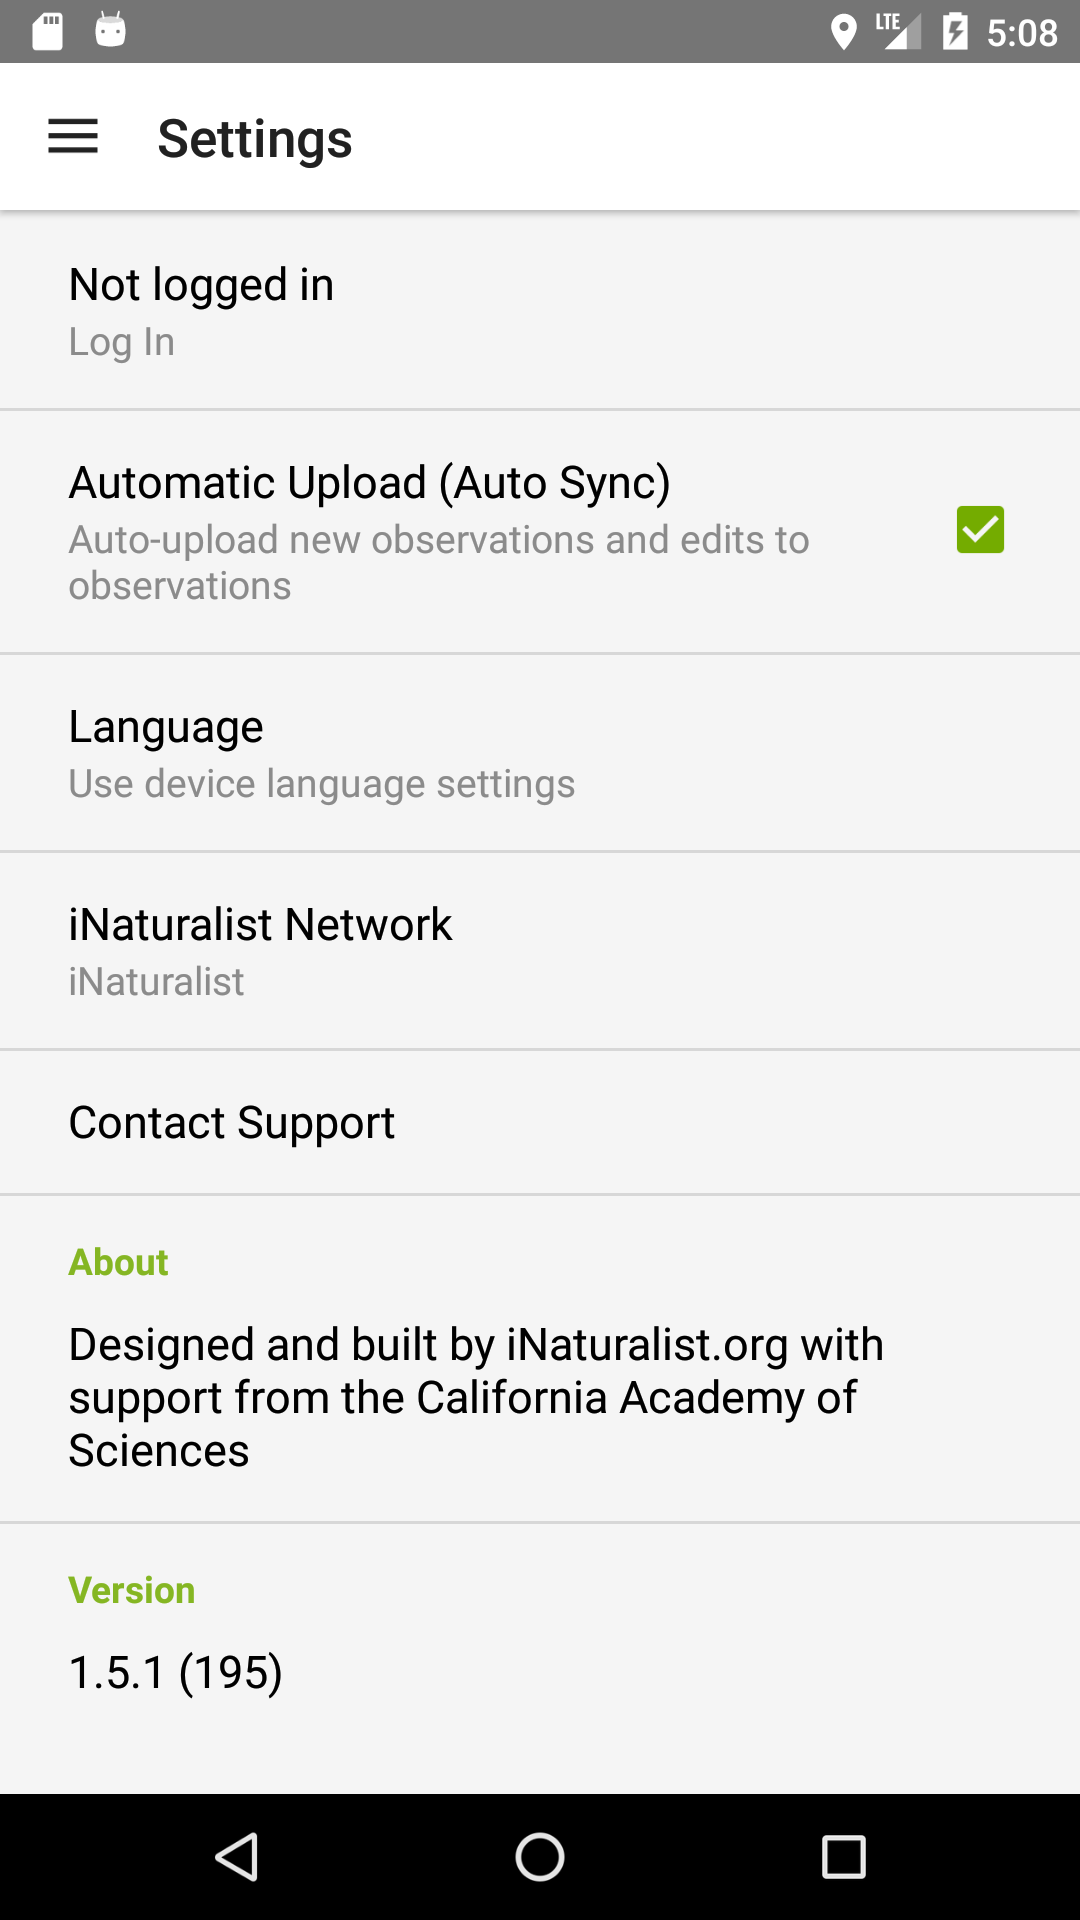 LTE 5:08
Settings
Not logged in
Log In
Automatic Upload (Auto Sync)
Auto-upload new observations and edits to
observations
Language
Use device language settings
iNaturalist Network
iNaturalist
Contact Support
About
Designed and built by iNaturalist.org with
support from the California Academy of
Sciences
Version
1.5.1 (195)